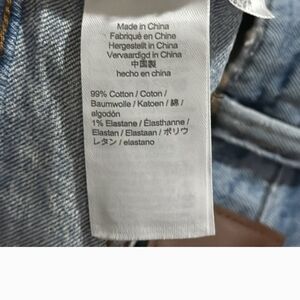 Made in China
Fabriqué en Chine
Hergestellt in China
Vervaardigd in China
中国製
hecho en china
99% Cotton / Coton /
Baumwolle / Katoen / 綿 /
algodón
1% Elastane / Élasthanne /
Elastan / Elastaan / ポリウ
レタン / elastano